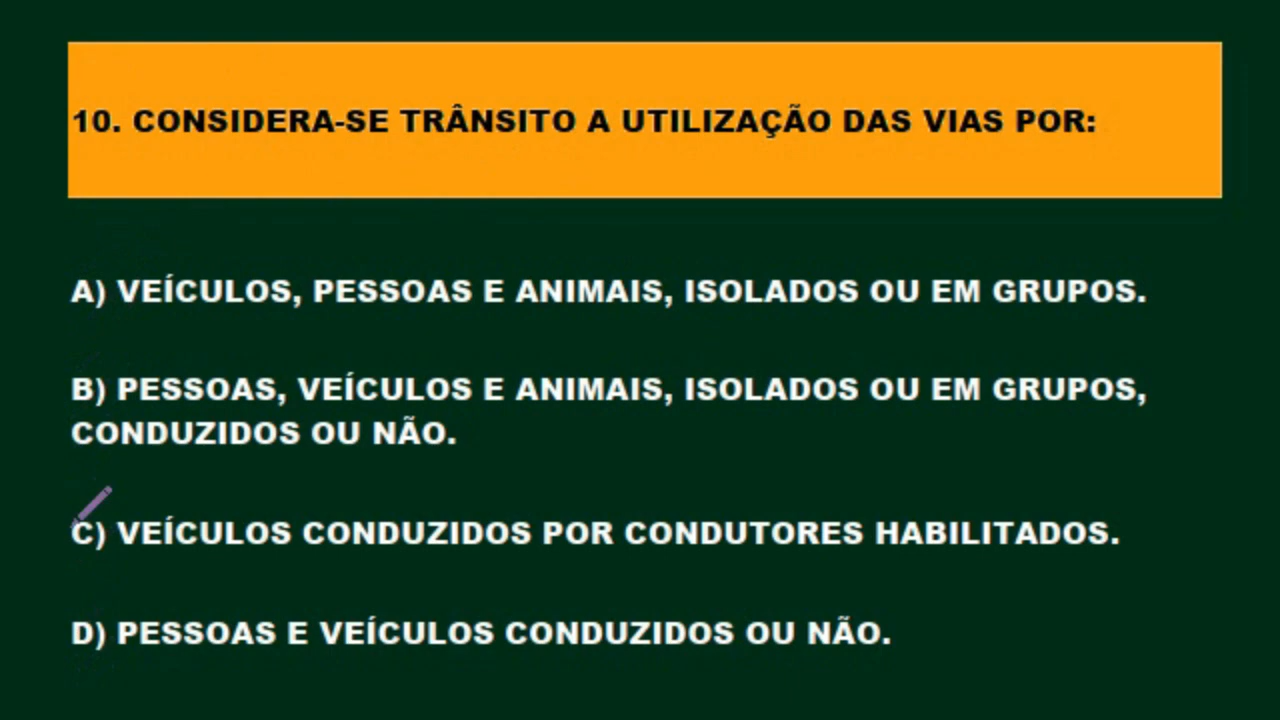 10. CONSIDERA-SE TRÂNSITO A UTILIZAÇÃO DAS VIAS POR:
A) VEÍCULOS, PESSOAS E ANIMAIS, ISOLADOS OU EM GRUPOS.
B) PESSOAS, VEÍCULOS E ANIMAIS, ISOLADOS OU EM GRUPOS,
CONDUZIDOS OU NÃO.
C) VEÍCULOS CONDUZIDOS POR CONDUTORES HABILITADOS.
D) PESSOAS E VEÍCULOS CONDUZIDOS OU NÃO.